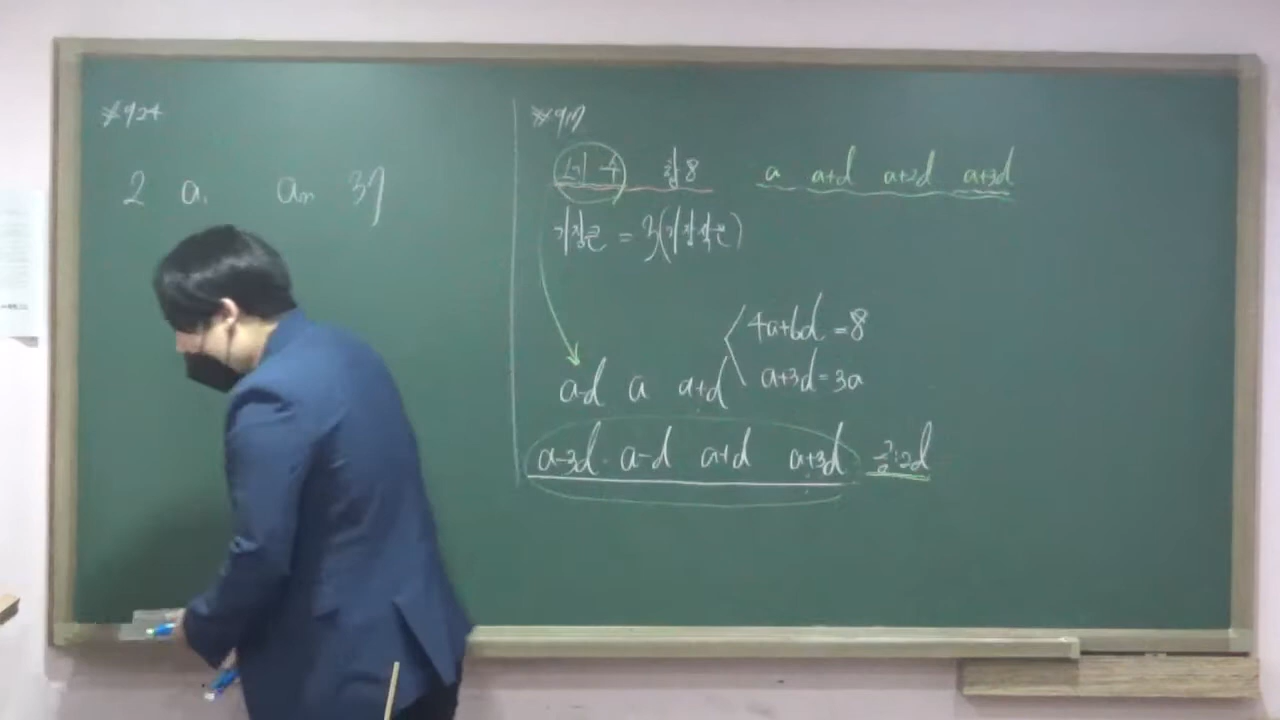 ※924
2 a₁ aₙ 37
※917
4 합 8 a a+d a+2d a+3d
가장큰 = 3(가장작은)
4a+6d=8
a+3d=3a
a-d a a+d
a-3d a-d a+d a+3d 공차:2d